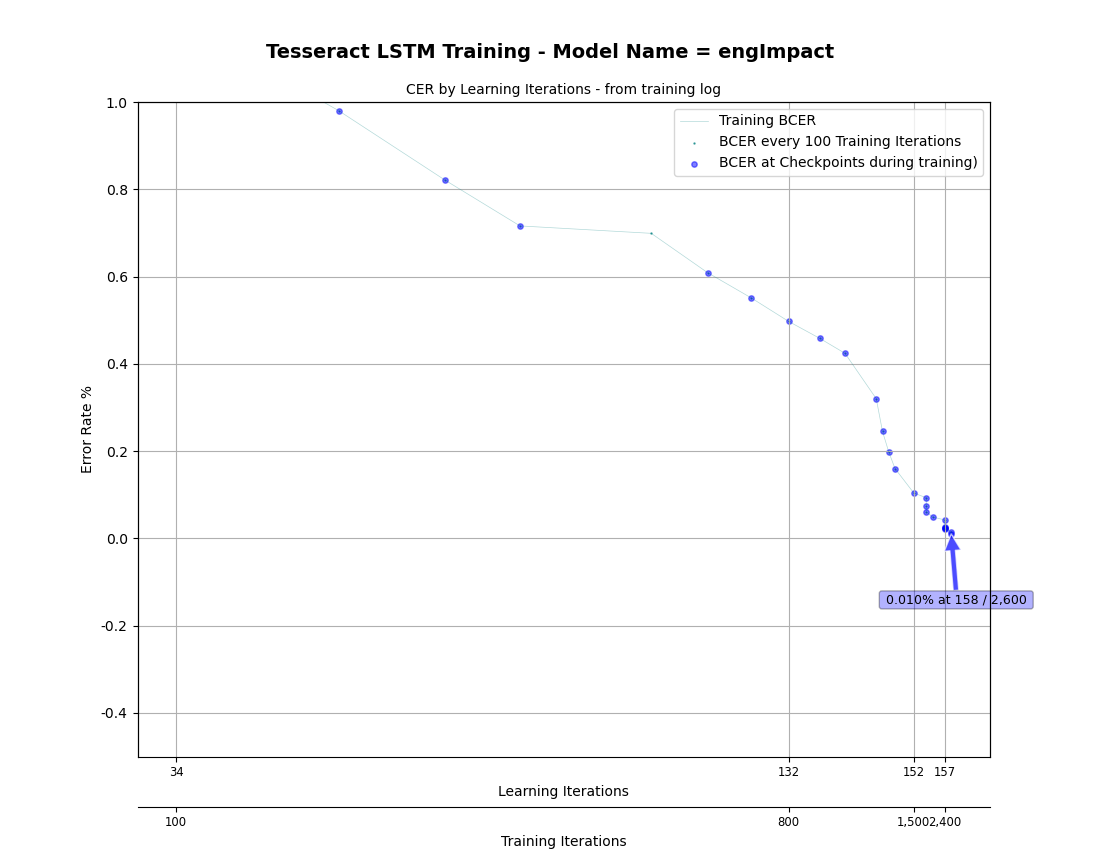 Tesseract LSTM Training - Model Name = engImpact
CER by Learning Iterations - from training log
Training BCER
BCER every 100 Training Iterations
BCER at Checkpoints during training)
Error Rate %
1.0
0.8
0.6
0.4
0.2
0.0
-0.2
-0.4
0.010% at 158 / 2,600
34 132 152 157
Learning Iterations
100 800 1,500 2,400
Training Iterations